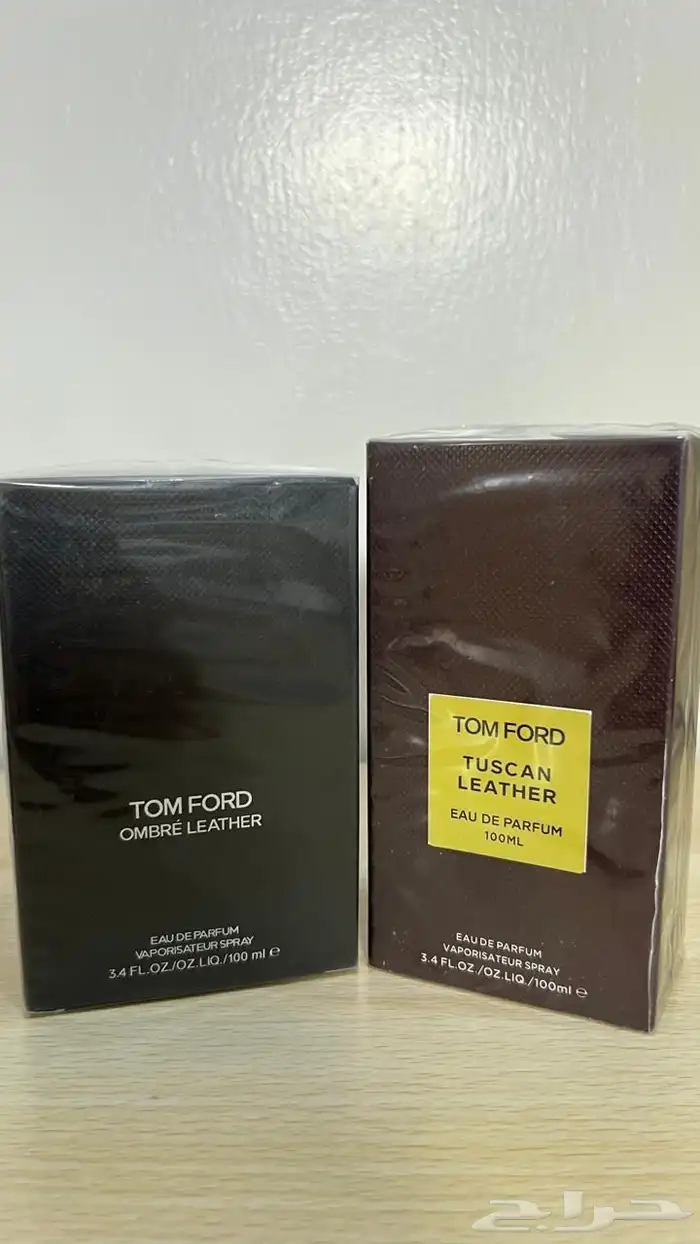 TOM FORD
OMBRÉ LEATHER
EAU DE PARFUM
VAPORISATEUR SPRAY
3.4 FL.OZ./OZ.LIQ./100 ml ℮
TOM FORD
TUSCAN
LEATHER
EAU DE PARFUM
100ML
EAU DE PARFUM
VAPORISATEUR SPRAY
3.4 FL.OZ./OZ.LIQ./100ml ℮
حراج